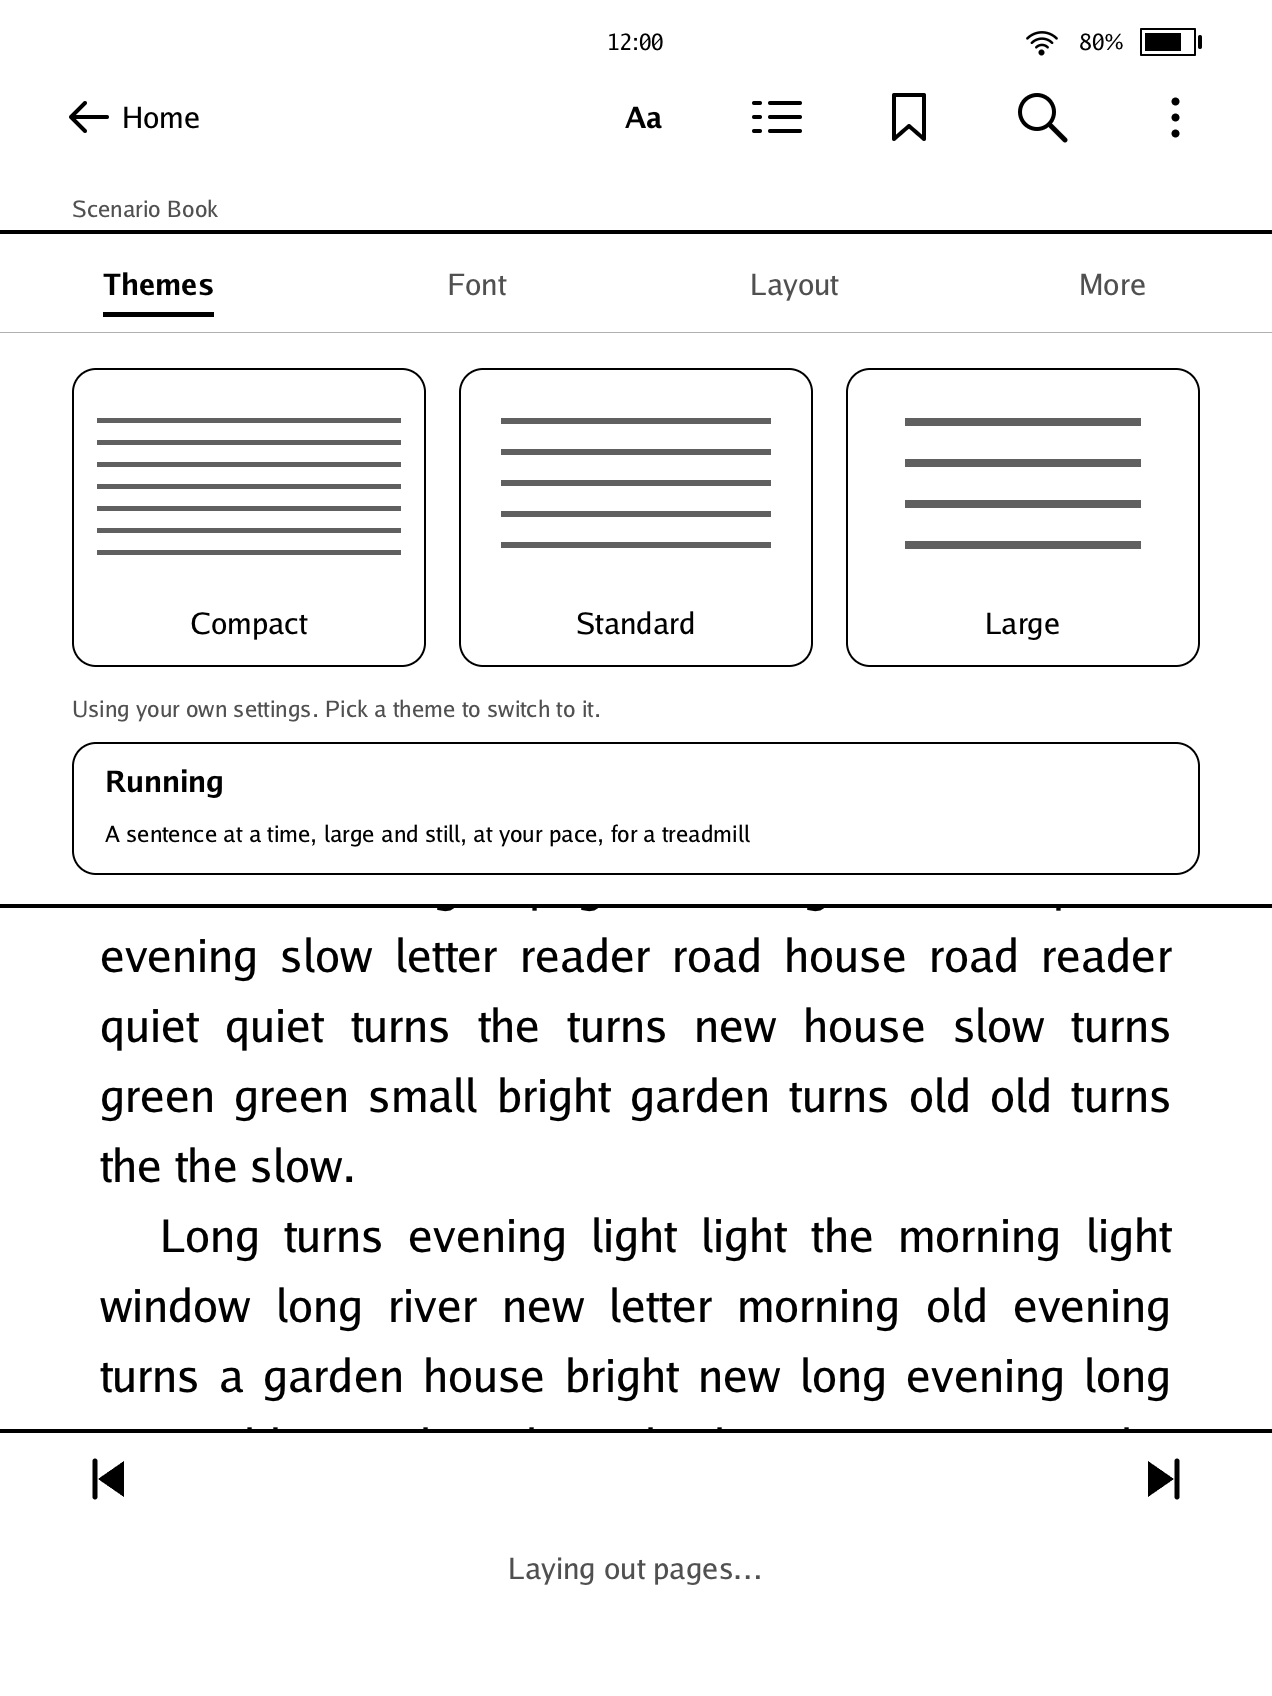 12:00
80%
Home
Aa
Scenario Book
Themes Font Layout More
Compact Standard Large
Using your own settings. Pick a theme to switch to it.
Running
A sentence at a time, large and still, at your pace, for a treadmill
evening slow letter reader road house road reader
quiet quiet turns the turns new house slow turns
green green small bright garden turns old old turns
the the slow.
Long turns evening light light the morning light
window long river new letter morning old evening
turns a garden house bright new long evening long
Laying out pages...